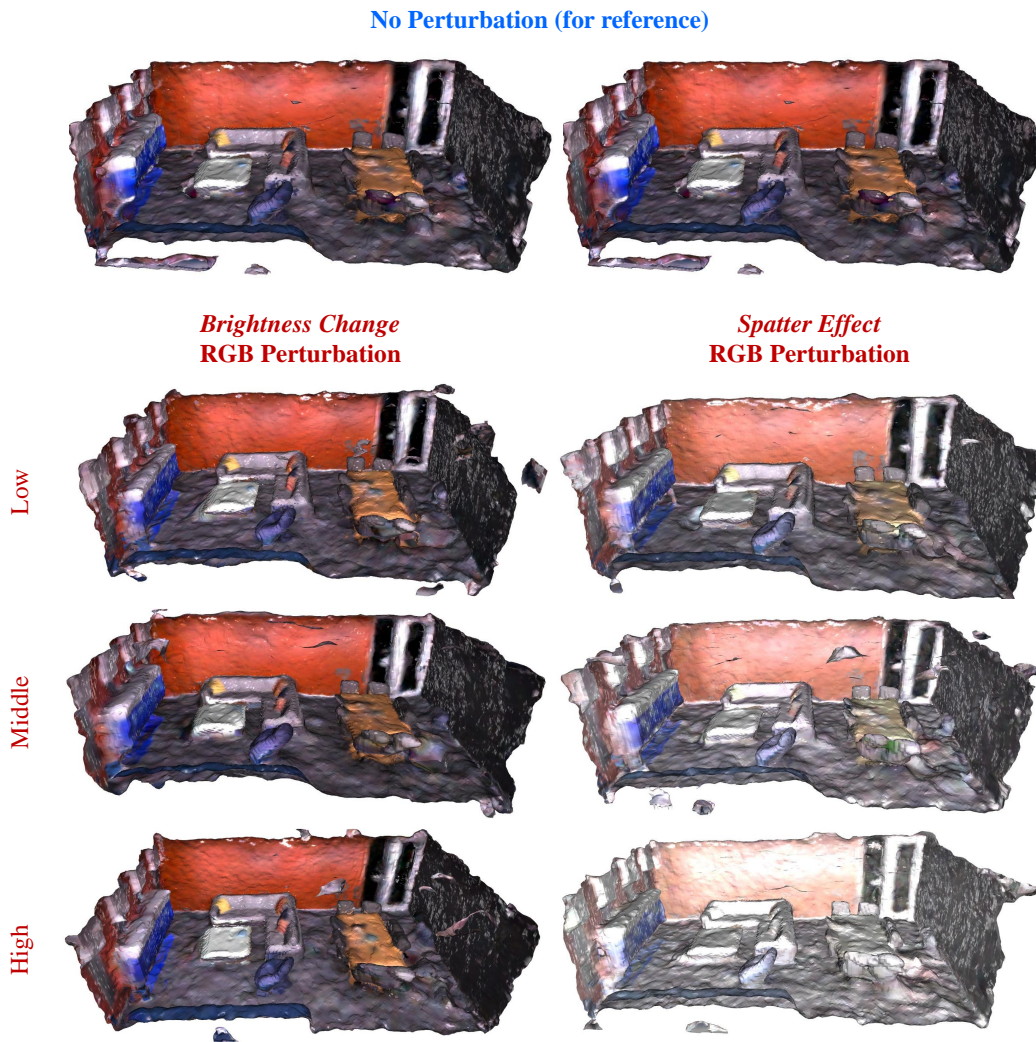 No Perturbation (for reference)
Brightness Change
RGB Perturbation
Spatter Effect
RGB Perturbation
Low
Middle
High